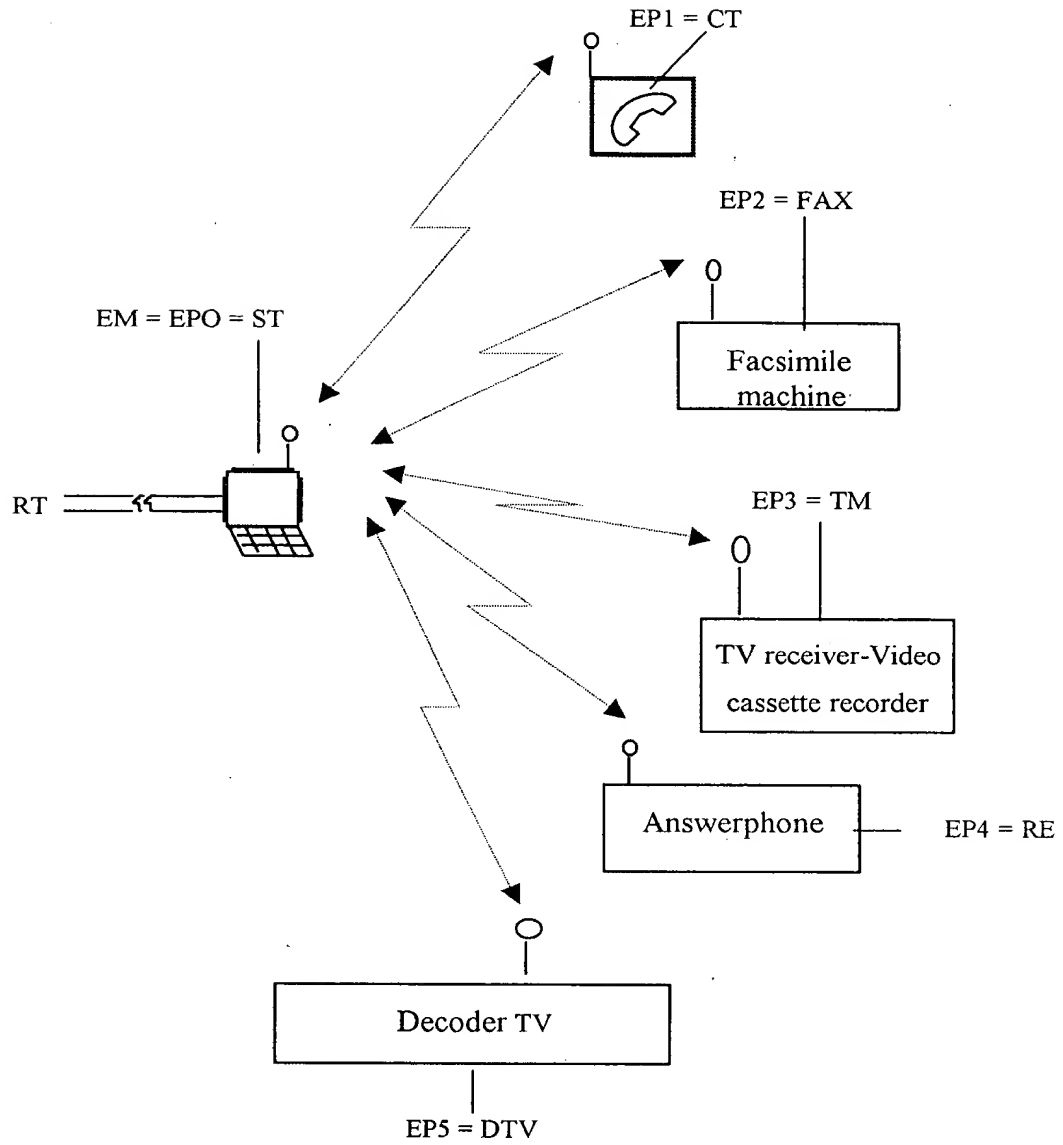 EP1 = CT
EP2 = FAX
EM = EPO = ST
Facsimile
machine
RT
EP3 = TM
TV receiver-Video
cassette recorder
Answerphone
EP4 = RE
Decoder TV
EP5 = DTV